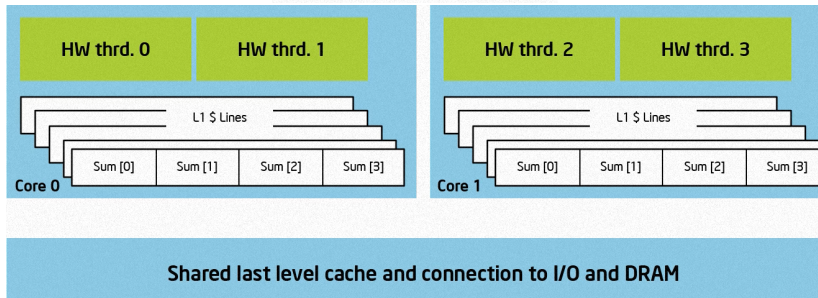 HW thrd. 0 HW thrd. 1 HW thrd. 2 HW thrd. 3
L1 $ Lines L1 $ Lines
Sum [0] Sum [1] Sum [2] Sum [3] Sum [0] Sum [1] Sum [2] Sum [3]
Core 0 Core 1
Shared last level cache and connection to I/O and DRAM